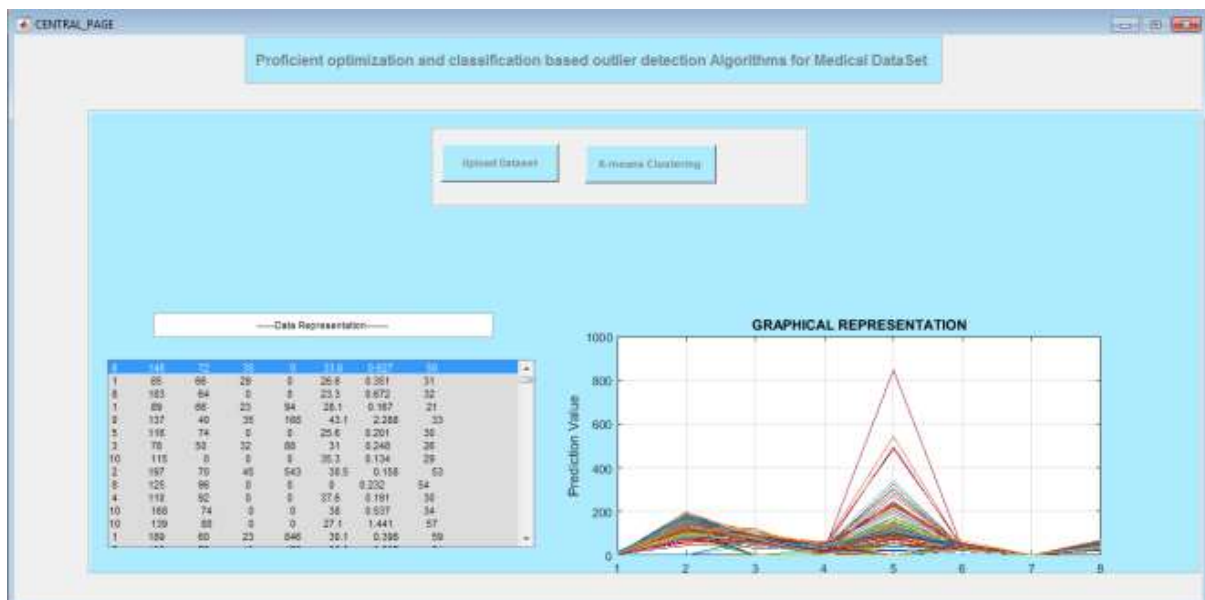 CENTRAL_PAGE
Proficient optimization and classification based outlier detection Algorithms for Medical DataSet
Upload Dataset
K-means Clustering
-----Data Representation------
148 72 0 33.6 0.627 50
1 85 66 29 0 26.6 0.351 31
8 183 64 0 0 23.3 0.672 32
1 89 66 23 94 28.1 0.167 21
0 137 40 35 168 43.1 2.288 33
5 116 74 0 0 25.6 0.201 30
3 78 50 32 88 31 0.248 26
10 115 0 0 0 35.3 0.134 29
2 197 70 45 543 30.5 0.158 53
8 125 96 0 0 0 0.232 54
4 110 92 0 0 37.6 0.191 30
10 168 74 0 0 38 0.537 34
10 139 80 0 0 27.1 1.441 57
1 189 60 23 846 30.1 0.398 59
GRAPHICAL REPRESENTATION
Prediction Value
1000
800
600
400
200
0
1 2 3 4 5 6 7 8